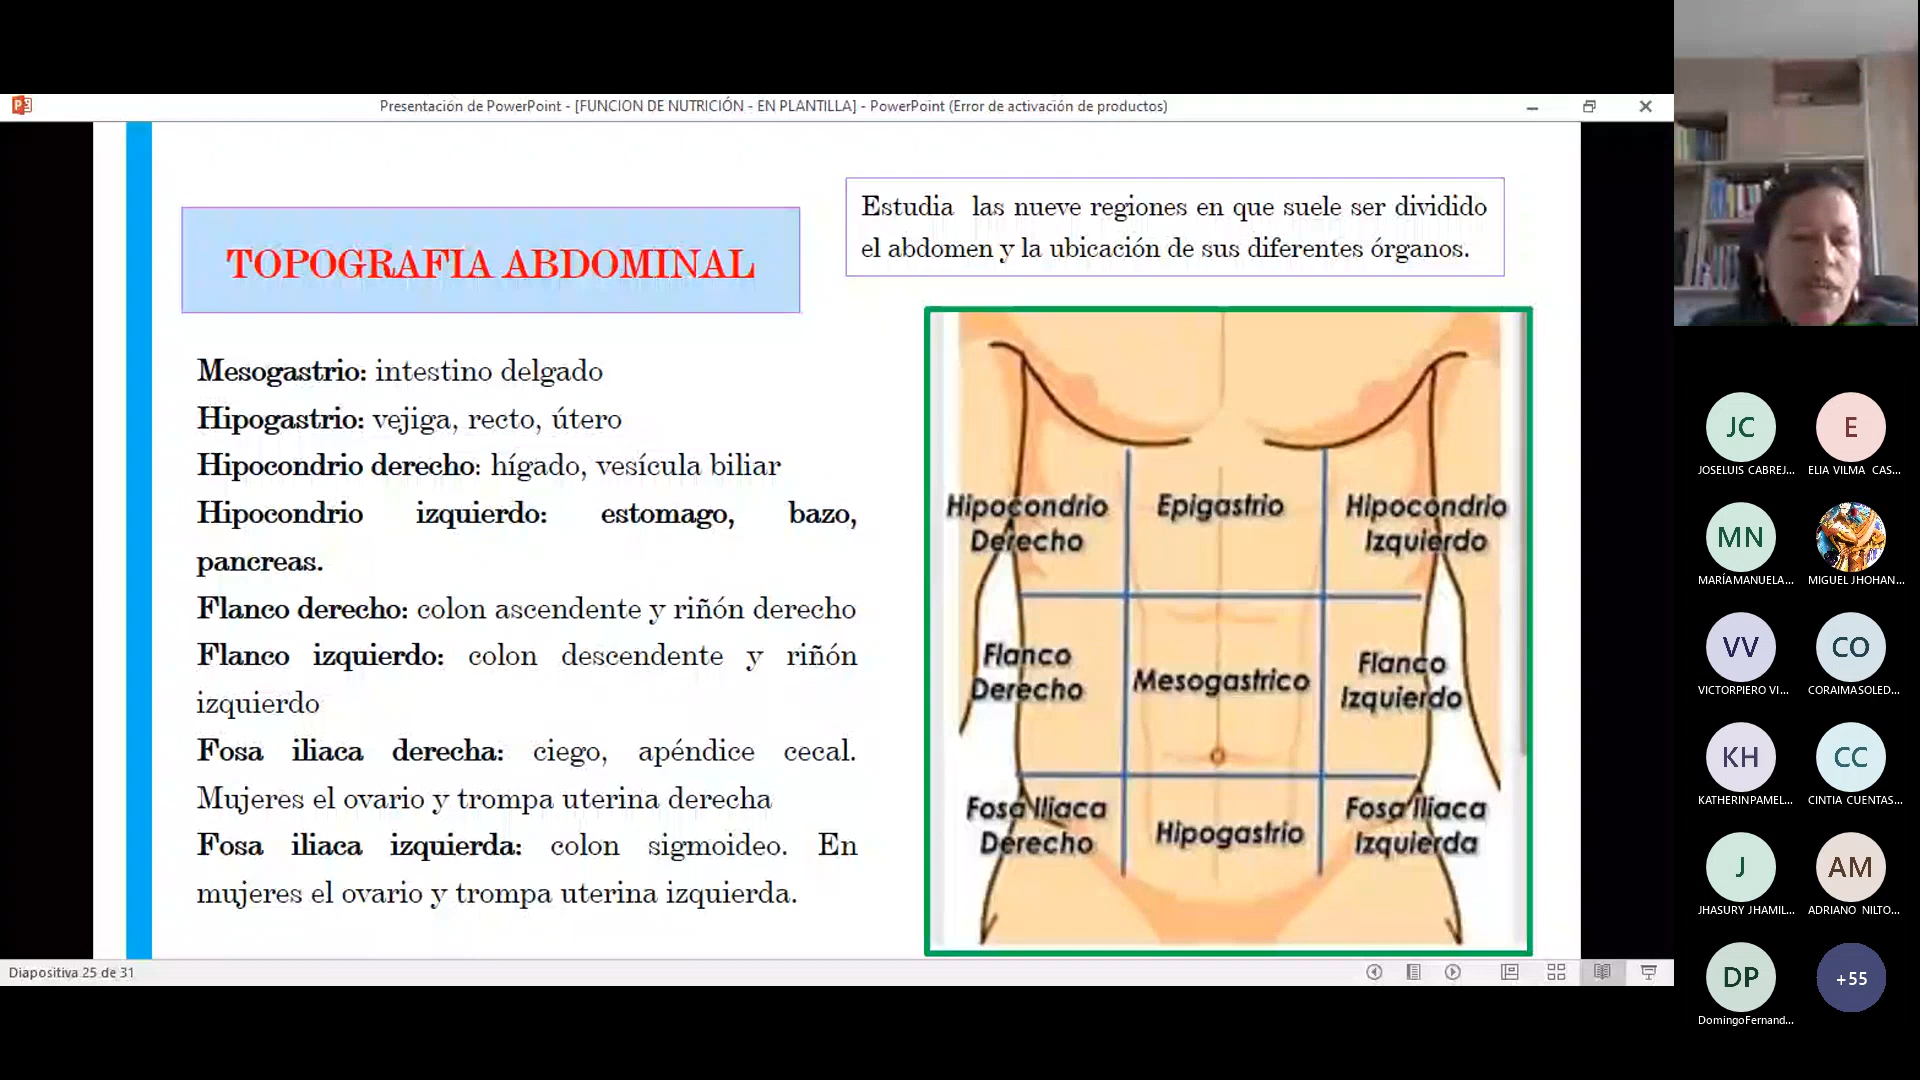 Presentación de PowerPoint - [FUNCION DE NUTRICIÓN - EN PLANTILLA] - PowerPoint (Error de activación de productos)
TOPOGRAFIA ABDOMINAL
Estudia las nueve regiones en que suele ser dividido
el abdomen y la ubicación de sus diferentes órganos.
Mesogastrio: intestino delgado
Hipogastrio: vejiga, recto, útero
Hipocondrio derecho: hígado, vesícula biliar
Hipocondrio izquierdo: estomago, bazo,
pancreas.
Flanco derecho: colon ascendente y riñón derecho
Flanco izquierdo: colon descendente y riñón
izquierdo
Fosa iliaca derecha: ciego, apéndice cecal.
Mujeres el ovario y trompa uterina derecha
Fosa iliaca izquierda: colon sigmoideo. En
mujeres el ovario y trompa uterina izquierda.
Hipocondrio
Derecho
Epigastrio
Hipocondrio
Izquierdo
Flanco
Derecho
Mesogastrico
Flanco
Izquierdo
Fosa Iliaca
Derecho
Hipogastrio
Fosa Iliaca
Izquierda
Diapositiva 25 de 31
JC
JOSELUIS CABREJ...
E
ELIA VILMA CAS...
MN
MARÍAMANUELA...
MIGUEL JHOHAN...
VV
VICTORPIERO VI...
CO
CORAIMASOLED...
KH
KATHERINPAMEL...
CC
CINTIA CUENTAS...
J
JHASURY JHAMIL...
AM
ADRIANO NILTO...
DP
DomingoFernand...
+55